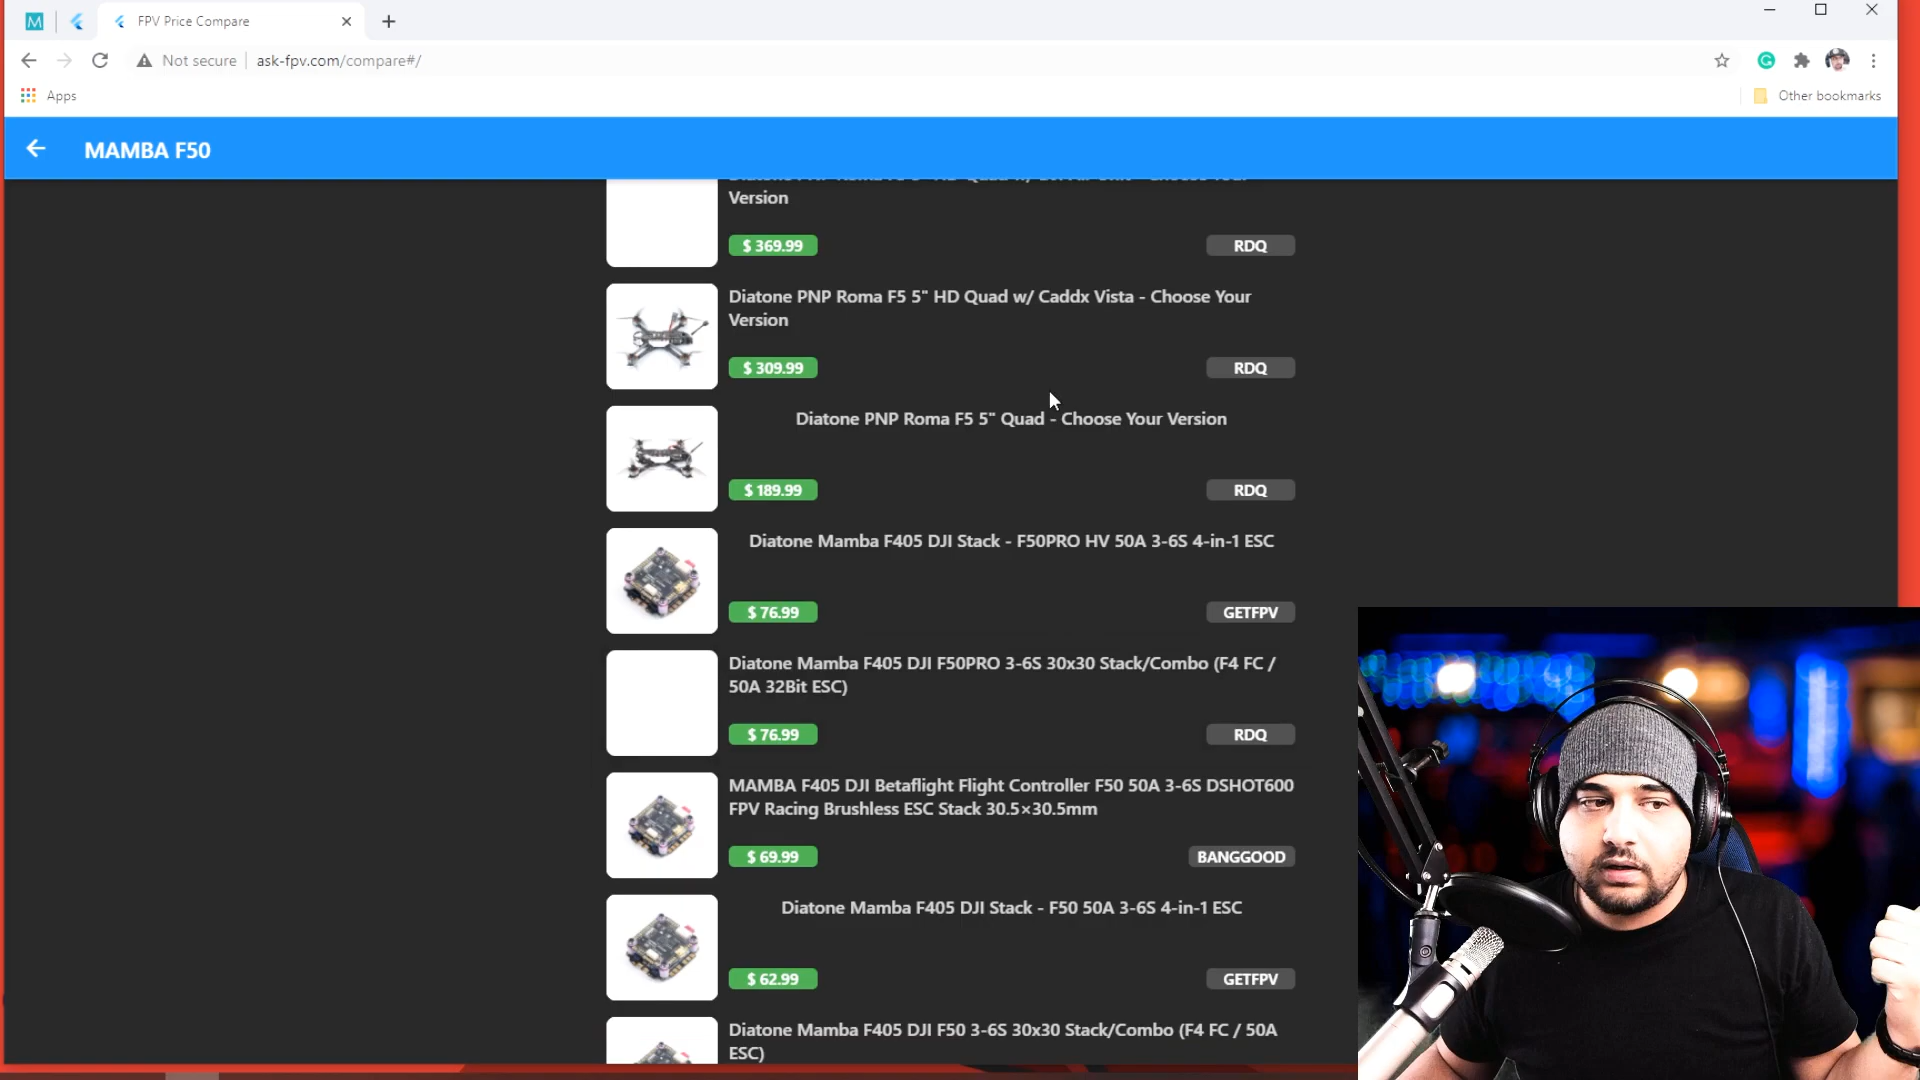 M
FPV Price Compare
Not secure
ask-fpv.com/compare#/
G
Apps
Other bookmarks
MAMBA F50
Version
$ 369.99
RDQ
Diatone PNP Roma F5 5" HD Quad w/ Caddx Vista - Choose Your
Version
$ 309.99
RDQ
Diatone PNP Roma F5 5" Quad - Choose Your Version
$ 189.99
RDQ
Diatone Mamba F405 DJI Stack - F50PRO HV 50A 3-6S 4-in-1 ESC
$ 76.99
GETFPV
Diatone Mamba F405 DJI F50PRO 3-6S 30x30 Stack/Combo (F4 FC /
50A 32Bit ESC)
$ 76.99
RDQ
MAMBA F405 DJI Betaflight Flight Controller F50 50A 3-6S DSHOT600
FPV Racing Brushless ESC Stack 30.5×30.5mm
$ 69.99
BANGGOOD
Diatone Mamba F405 DJI Stack - F50 50A 3-6S 4-in-1 ESC
$ 62.99
GETFPV
Diatone Mamba F405 DJI F50 3-6S 30x30 Stack/Combo (F4 FC / 50A
ESC)